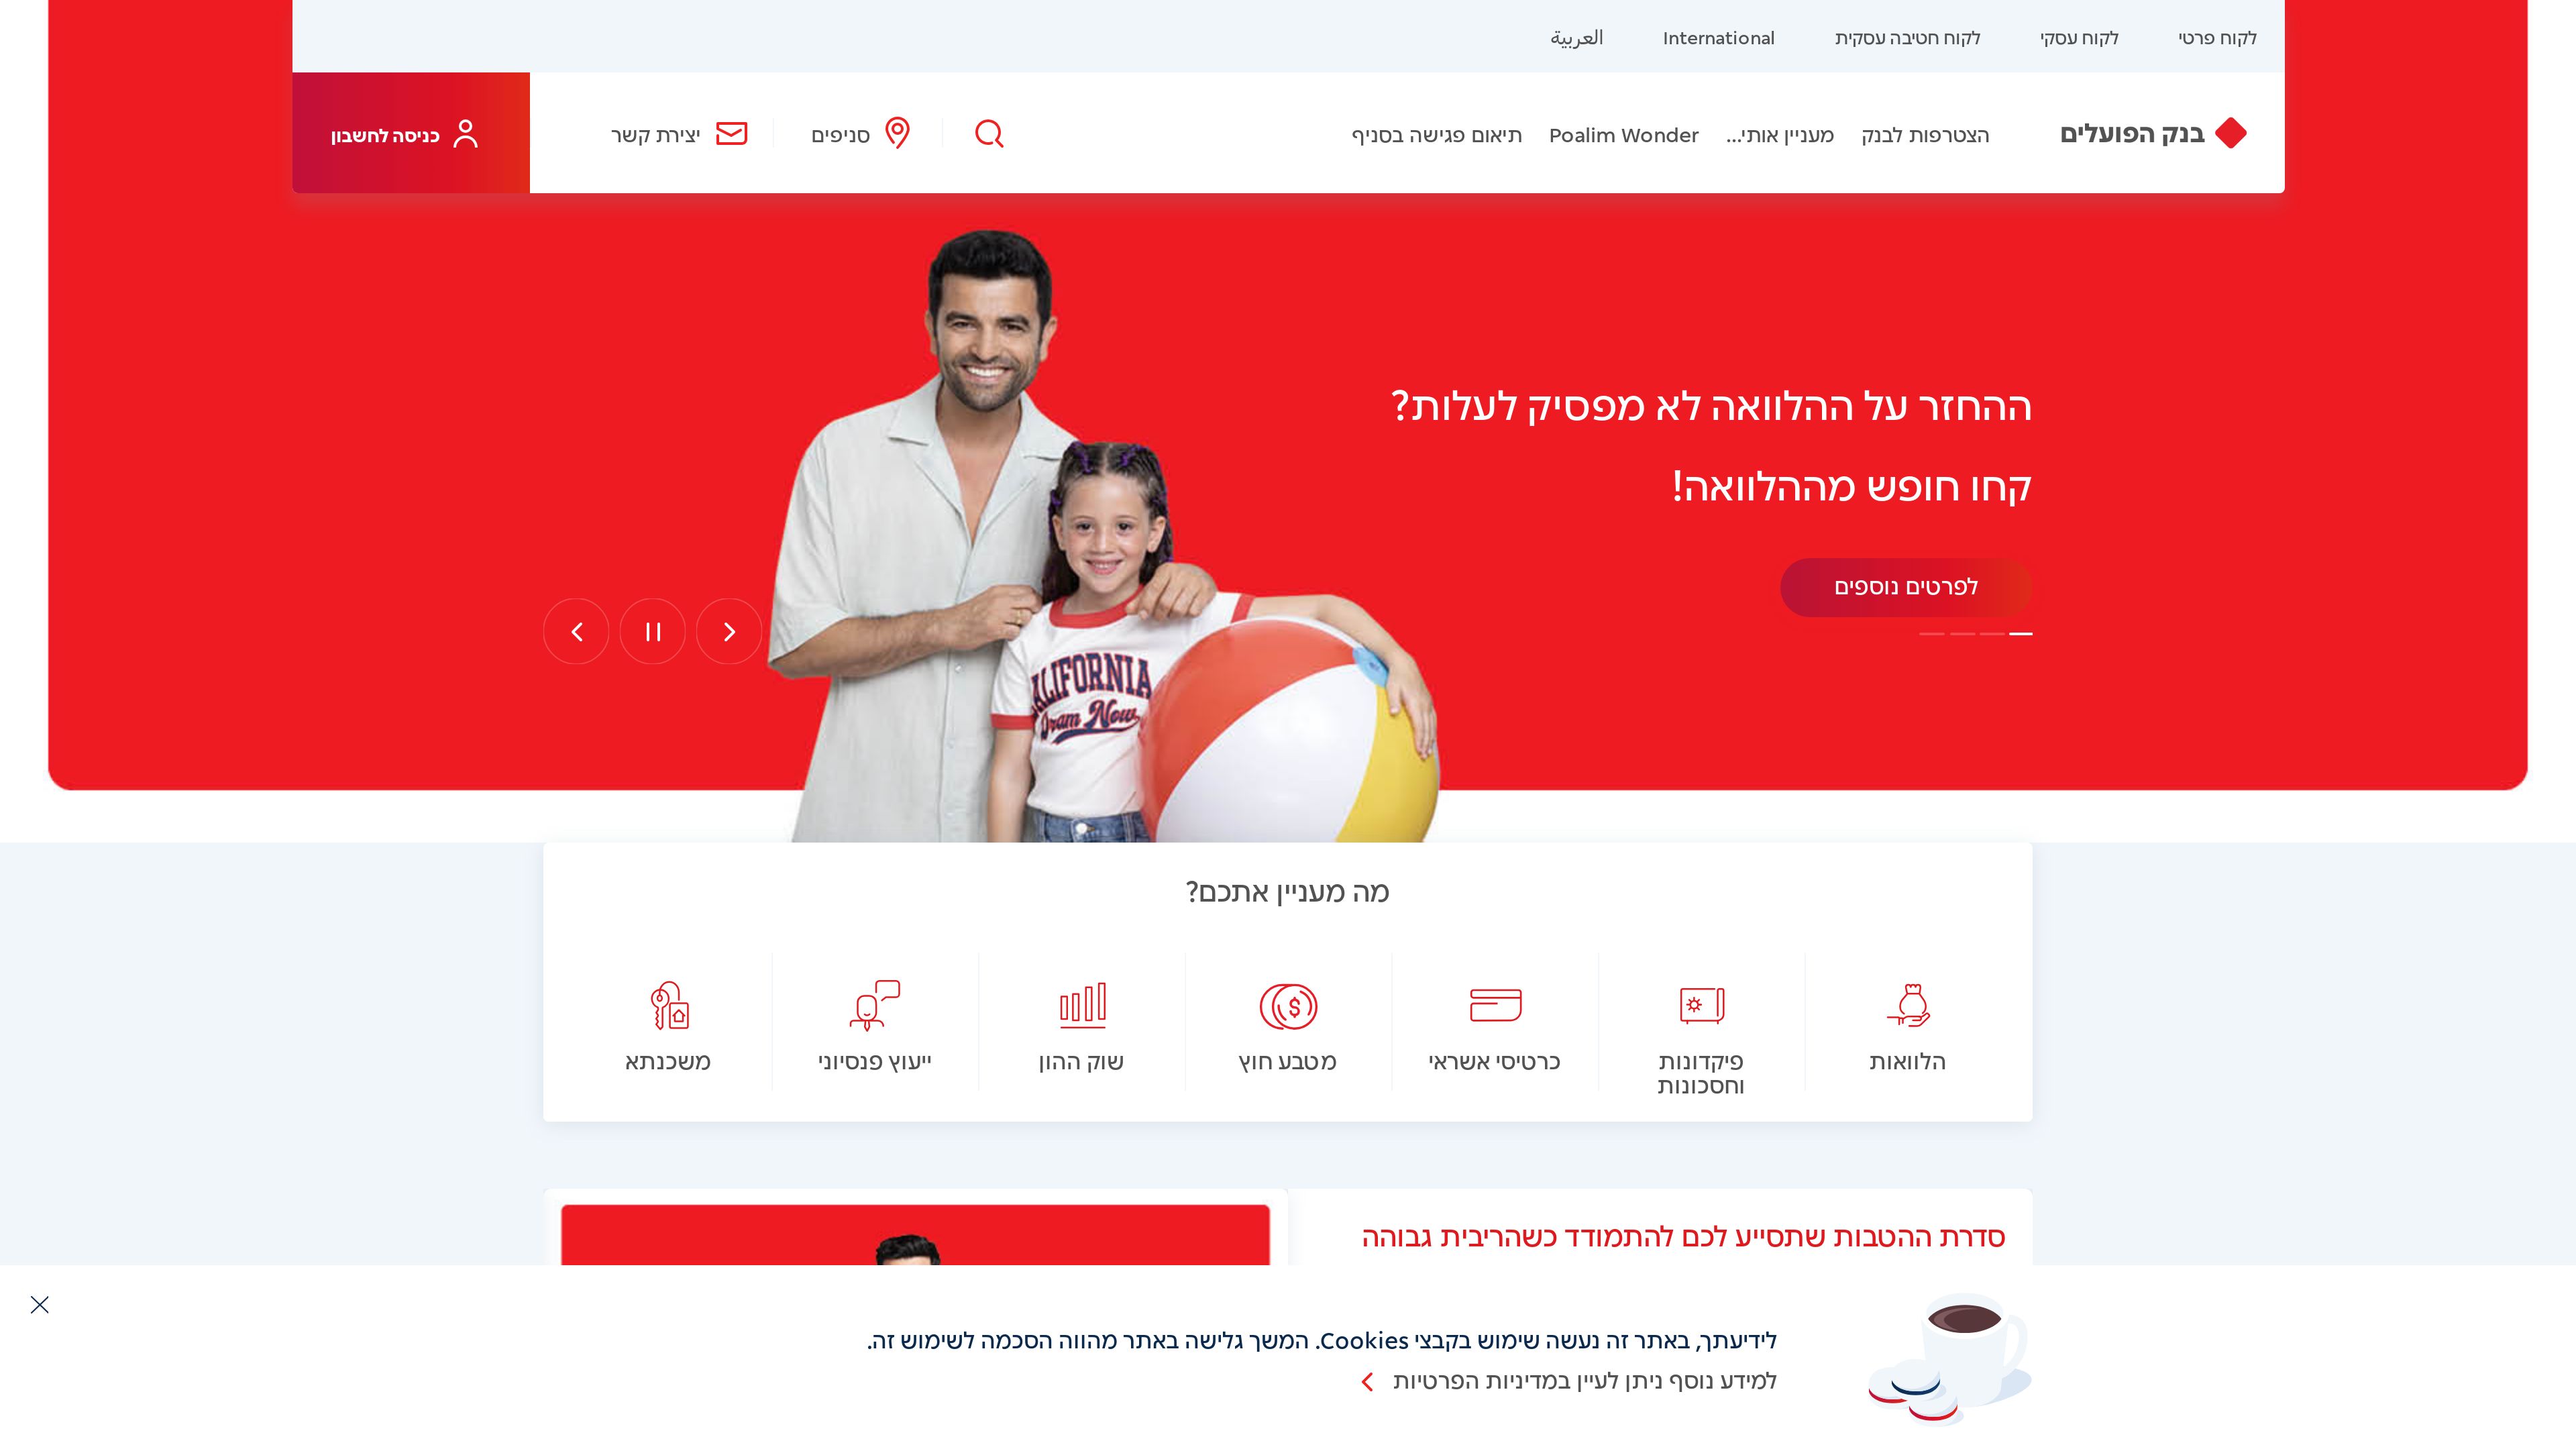 לקוח פרטי
לקוח עסקי
לקוח חטיבה עסקית
International
العربية
בנק הפועלים
הצטרפות לבנק
מעניין אותי...
Poalim Wonder
תיאום פגישה בסניף
סניפים
יצירת קשר
כניסה לחשבון
ההחזר על ההלוואה לא מפסיק לעלות?
קחו חופש מההלוואה!
לפרטים נוספים
CALIFORNIA
Dram Now
מה מעניין אתכם?
הלוואות
פיקדונות
וחסכונות
כרטיסי אשראי
מטבע חוץ
שוק ההון
ייעוץ פנסיוני
משכנתא
סדרת ההטבות שתסייע לכם להתמודד כשהריבית גבוהה
לידיעתך, באתר זה נעשה שימוש בקבצי Cookies. המשך גלישה באתר מהווה הסכמה לשימוש זה.
למידע נוסף ניתן לעיין במדיניות הפרטיות